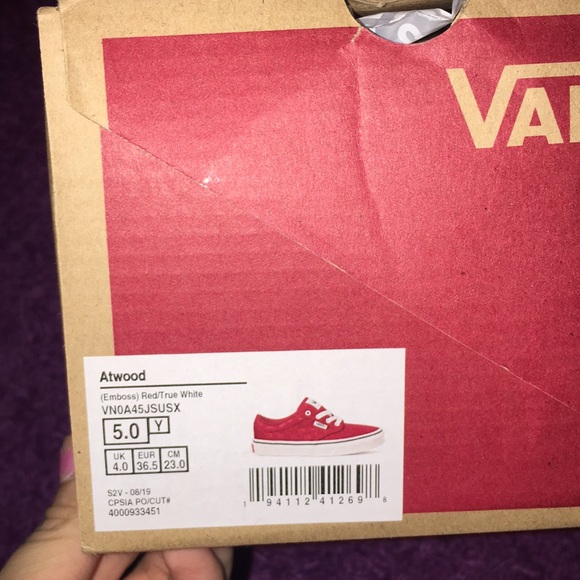 VAN
Atwood
(Emboss) Red/True White
VN0A45JSUSX
5.0 Y
UK EUR CM
4.0 36.5 23.0
S2V - 08/19
CPSIA PO/CUT#
4000933451
1 94112 41269 8